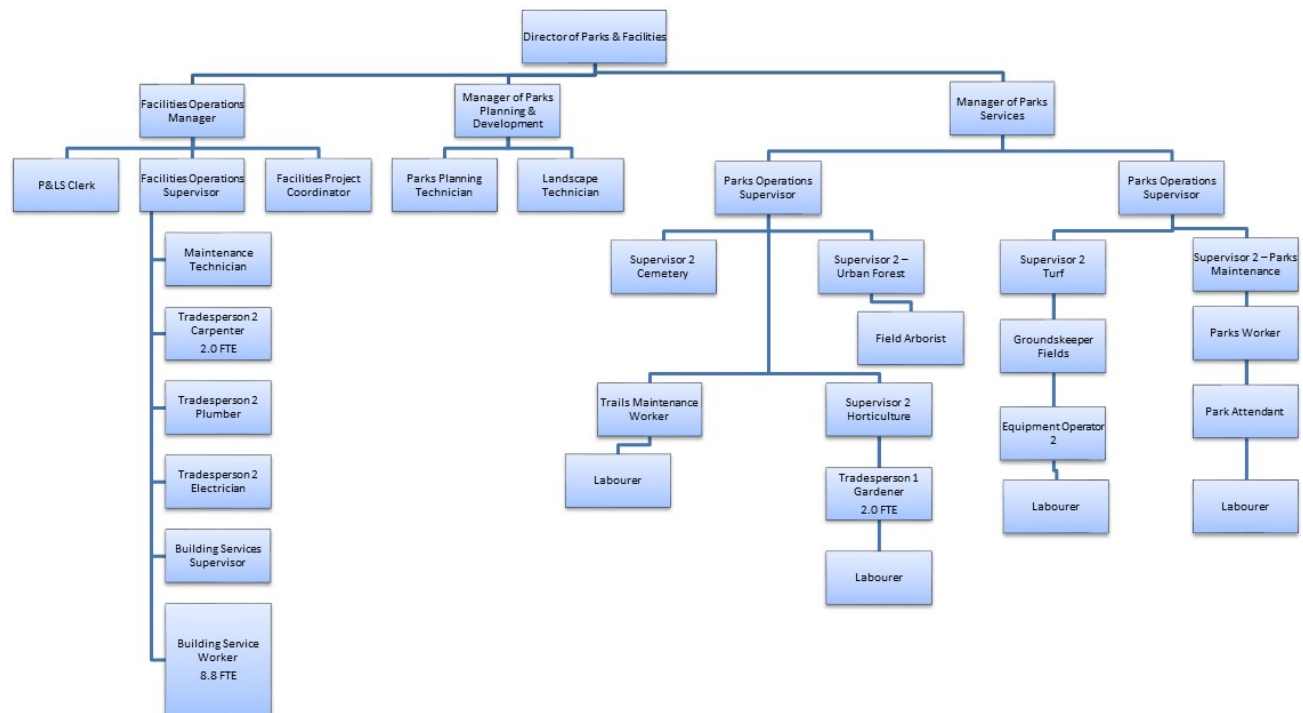 Director of Parks & Facilities
Facilities Operations
Manager
Manager of Parks
Planning &
Development
Manager of Parks
Services
P&LS Clerk
Facilities Operations
Supervisor
Facilities Project
Coordinator
Parks Planning
Technician
Landscape
Technician
Parks Operations
Supervisor
Parks Operations
Supervisor
Maintenance
Technician
Supervisor 2
Cemetery
Supervisor 2 –
Urban Forest
Supervisor 2
Turf
Supervisor 2 – Parks
Maintenance
Tradesperson 2
Carpenter
2.0 FTE
Field Arborist
Groundskeeper
Fields
Parks Worker
Tradesperson 2
Plumber
Trails Maintenance
Worker
Supervisor 2
Horticulture
Equipment Operator
2
Park Attendant
Tradesperson 2
Electrician
Labourer
Tradesperson 1
Gardener
2.0 FTE
Labourer
Labourer
Building Services
Supervisor
Labourer
Building Service
Worker
8.8 FTE